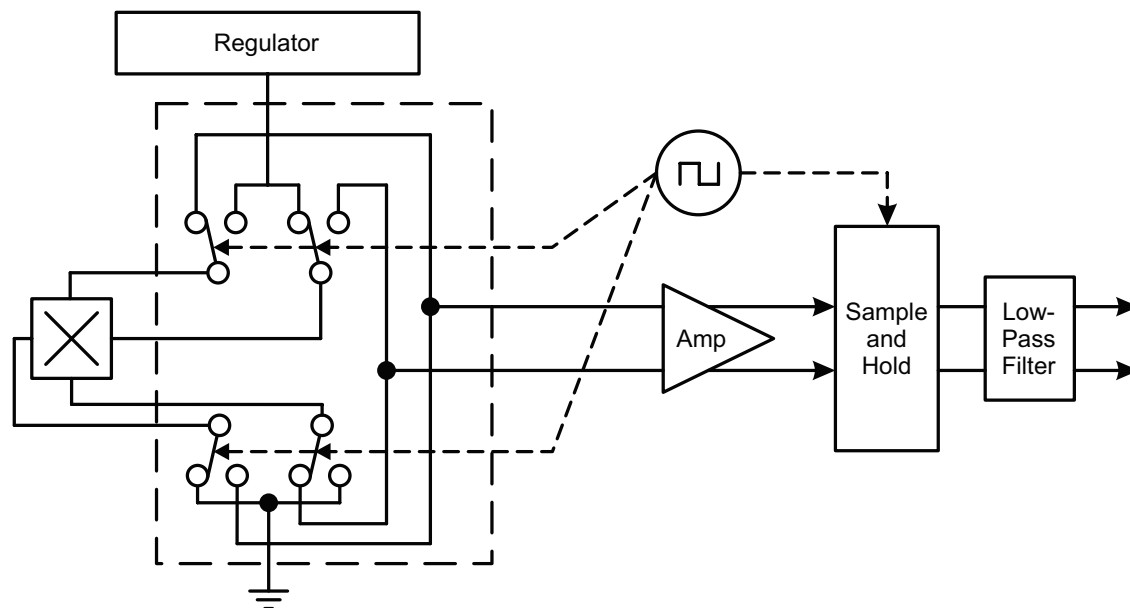 Regulator
Amp
Sample
and
Hold
Low-
Pass
Filter